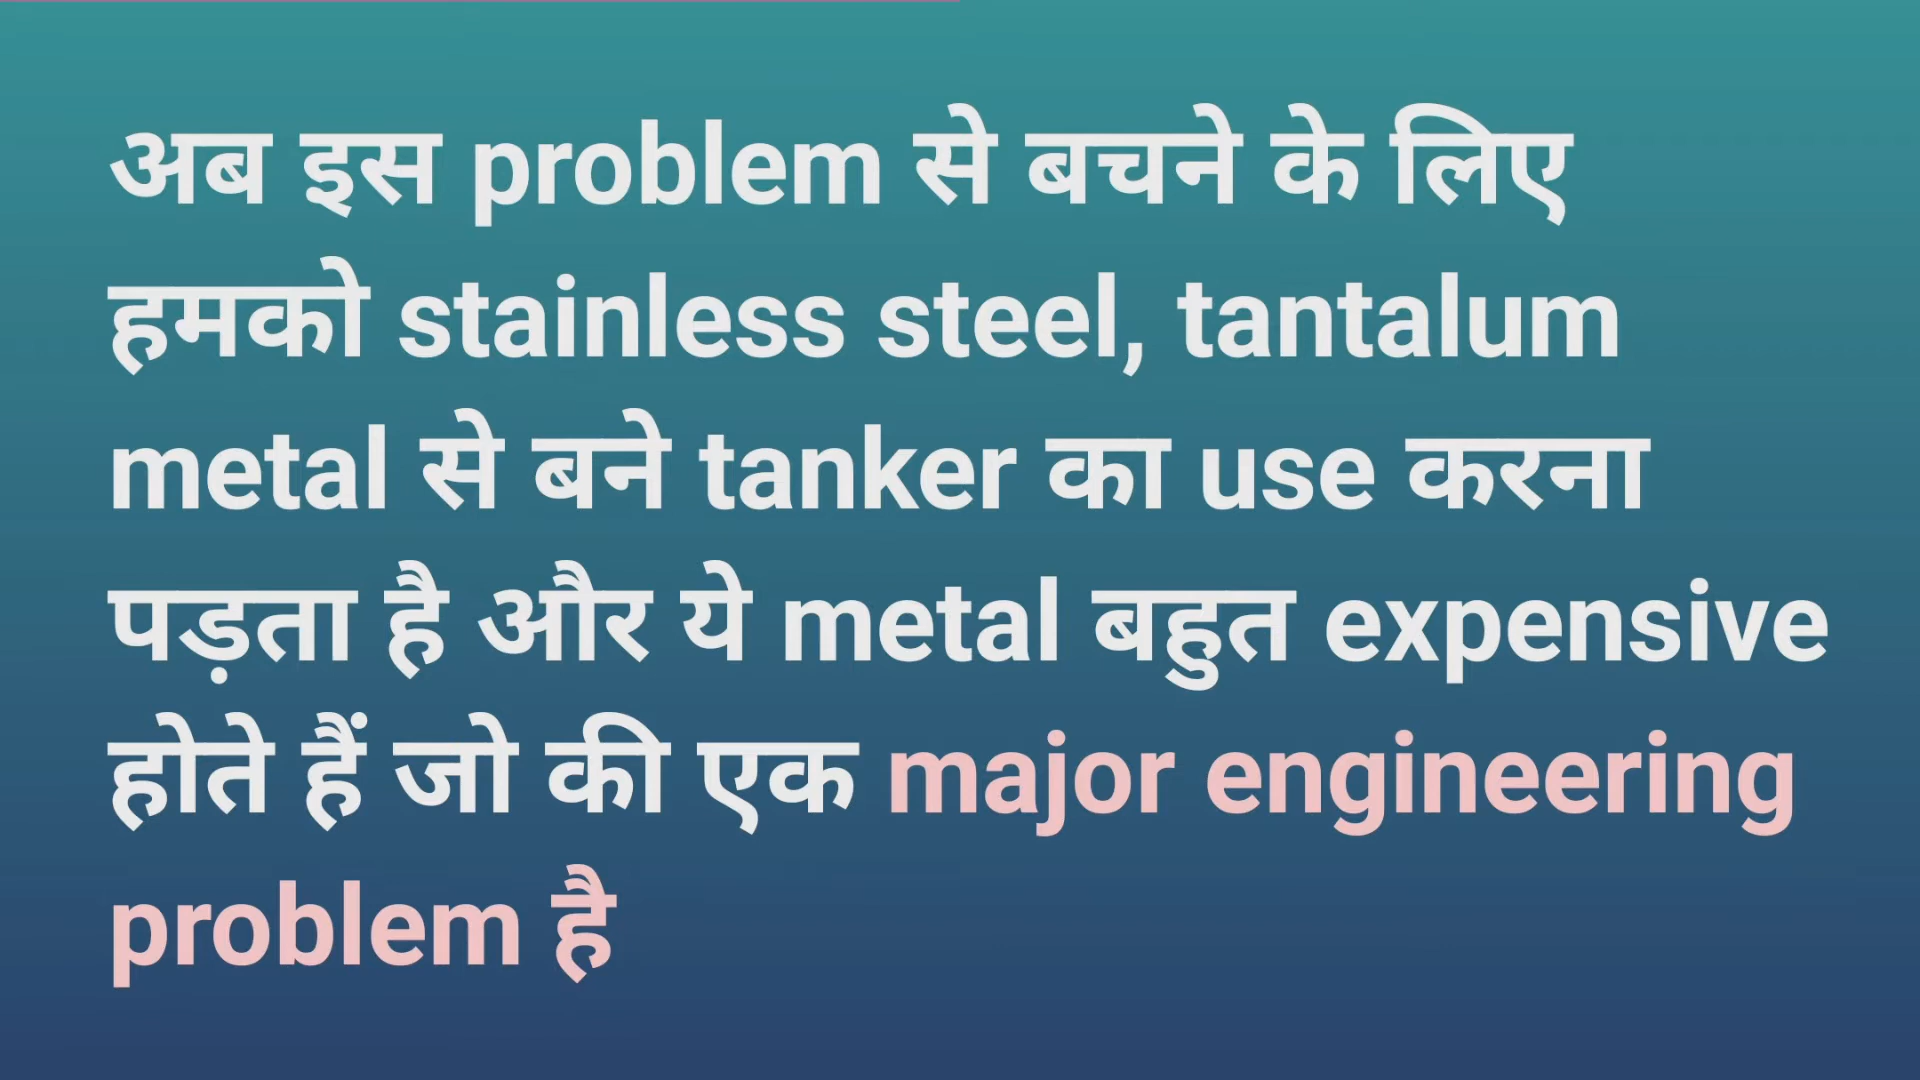 अब इस problem से बचने के लिए
हमको stainless steel, tantalum
metal से बने tanker का use करना
पड़ता है और ये metal बहुत expensive
होते हैं जो की एक major engineering
problem है